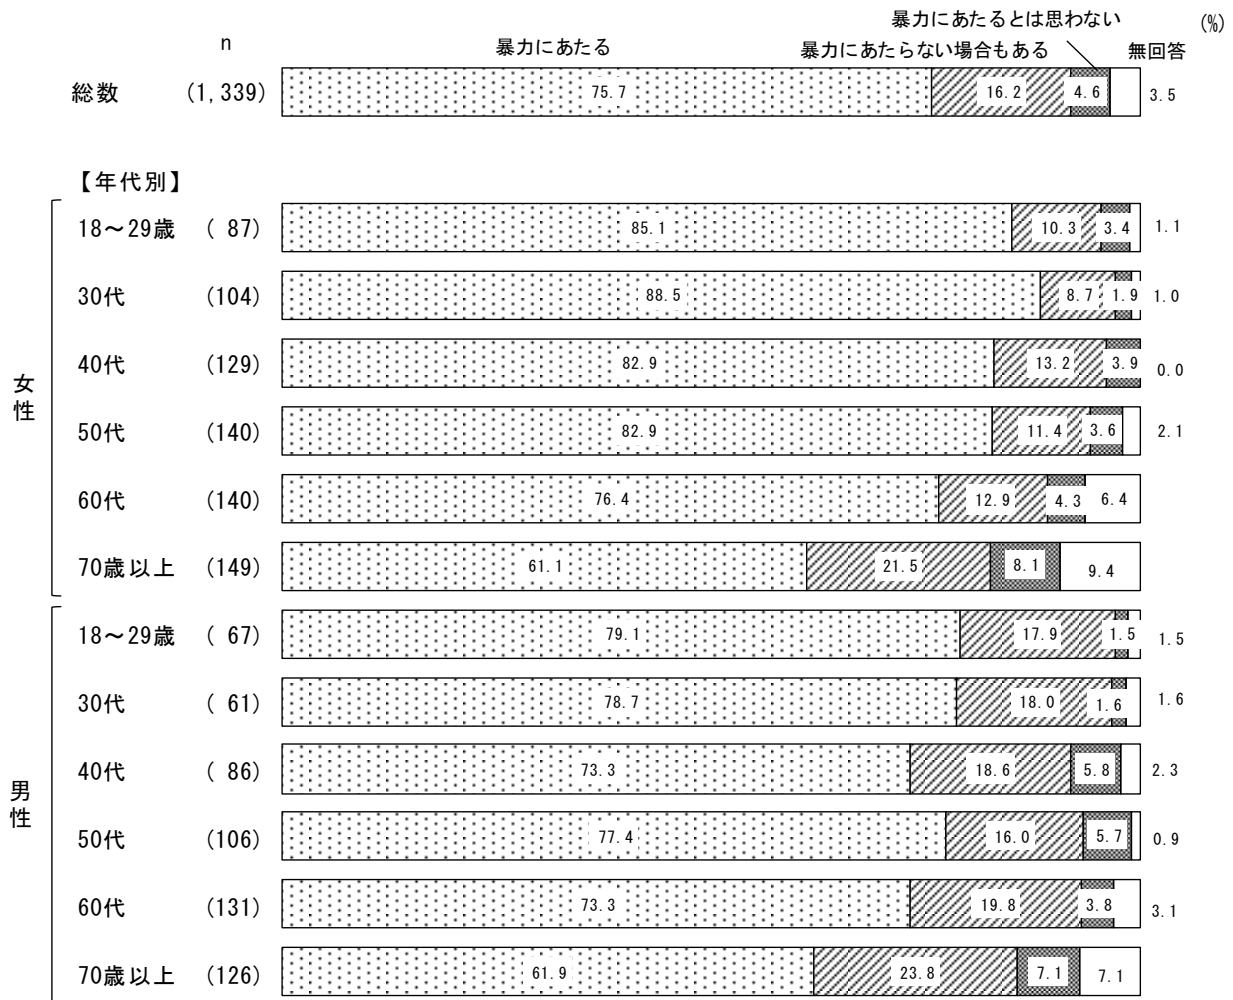 暴力にあたるとは思わない (%)
n 暴力にあたる 暴力にあたらない場合もある 無回答
総数 (1,339) 75.7 16.2 4.6 3.5
【年代別】
女性
18～29歳 ( 87) 85.1 10.3 3.4 1.1
30代 (104) 88.5 8.7 1.9 1.0
40代 (129) 82.9 13.2 3.9 0.0
50代 (140) 82.9 11.4 3.6 2.1
60代 (140) 76.4 12.9 4.3 6.4
70歳以上 (149) 61.1 21.5 8.1 9.4
男性
18～29歳 ( 67) 79.1 17.9 1.5 1.5
30代 ( 61) 78.7 18.0 1.6 1.6
40代 ( 86) 73.3 18.6 5.8 2.3
50代 (106) 77.4 16.0 5.7 0.9
60代 (131) 73.3 19.8 3.8 3.1
70歳以上 (126) 61.9 23.8 7.1 7.1